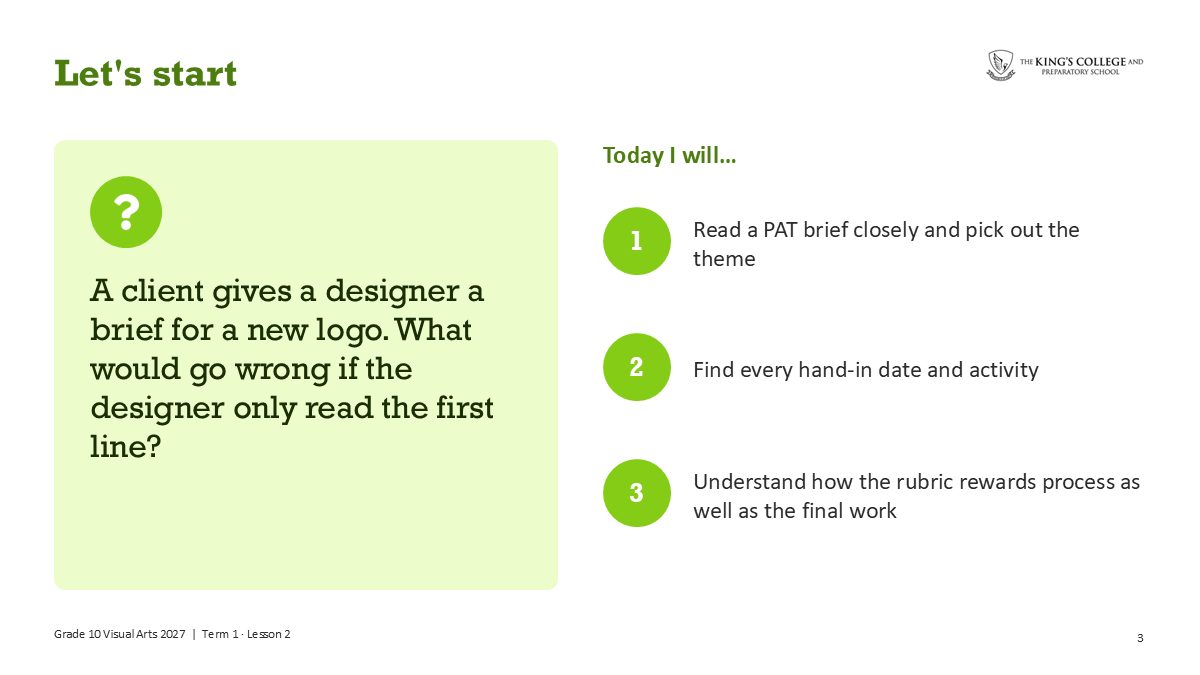 Let's start
THE KING'S COLLEGE AND
PREPARATORY SCHOOL
?
A client gives a designer a
brief for a new logo. What
would go wrong if the
designer only read the first
line?
Today I will...
1
Read a PAT brief closely and pick out the
theme
2
Find every hand-in date and activity
3
Understand how the rubric rewards process as
well as the final work
Grade 10 Visual Arts 2027 | Term 1 · Lesson 2
3